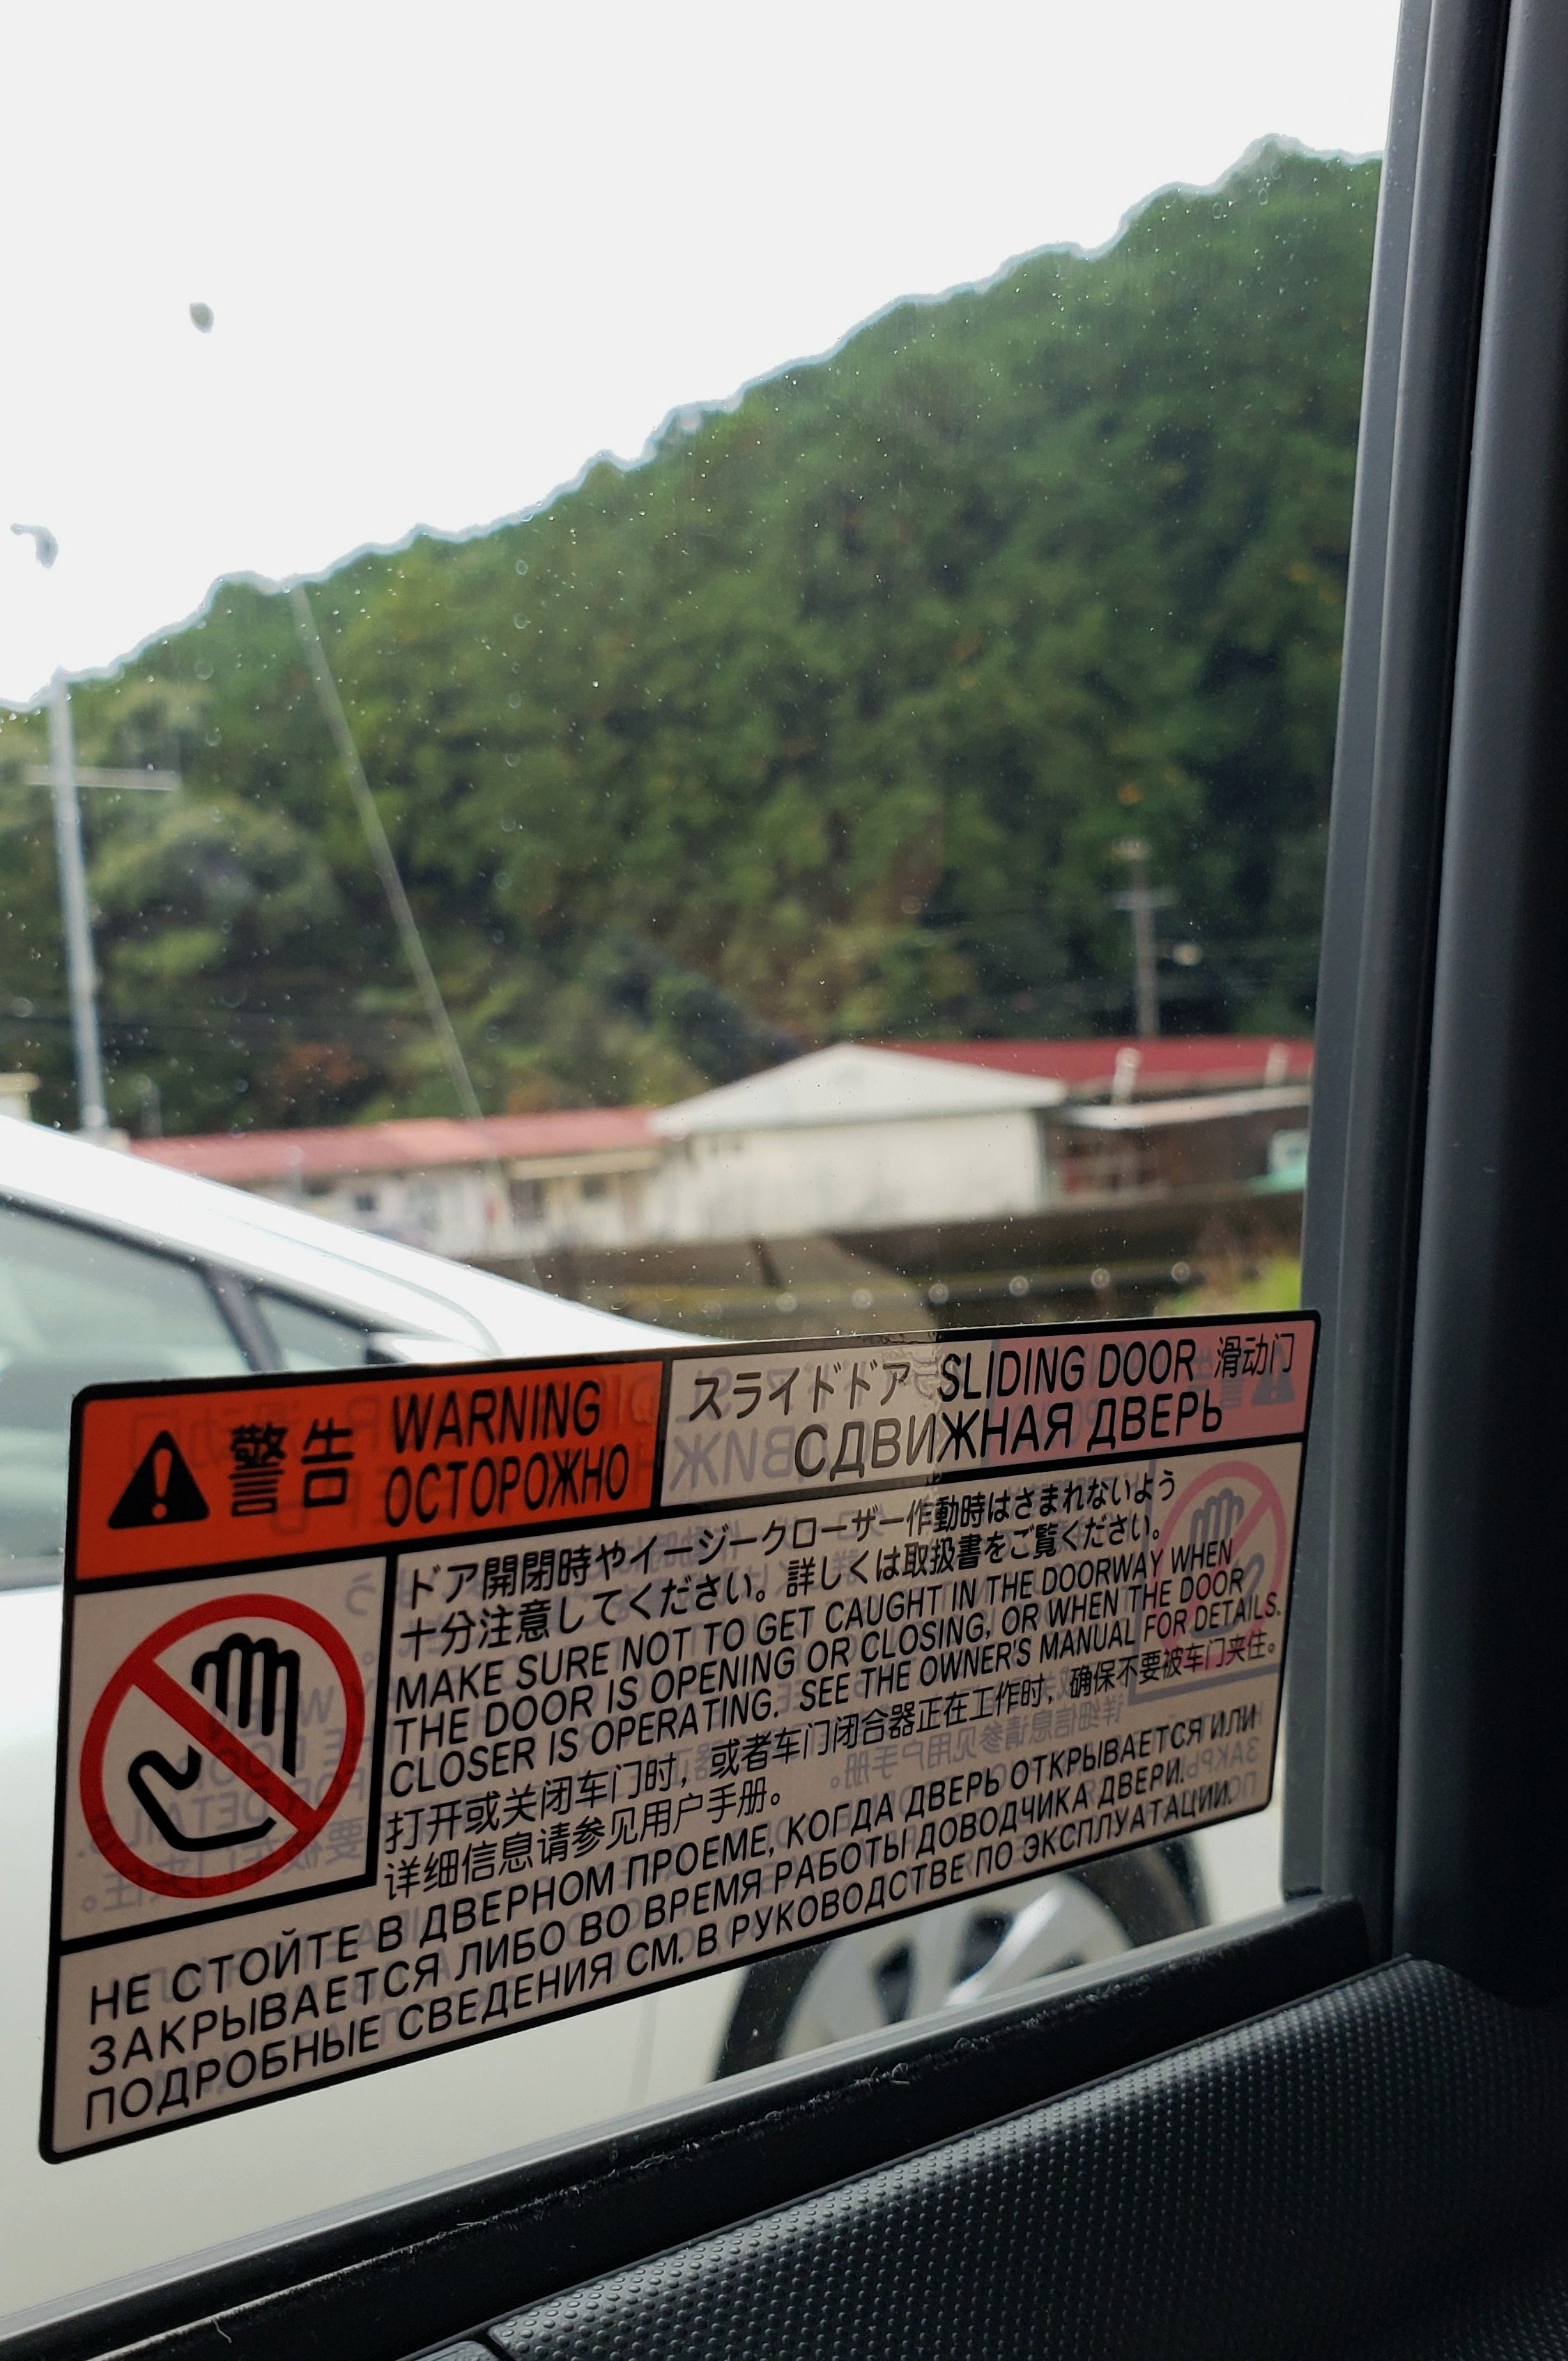 警告 WARNING
ОСТОРОЖНО
スライドドア SLIDING DOOR 滑动门
СДВИЖНАЯ ДВЕРЬ
ドア開閉時やイージークローザー作動時はさまれないよう
十分注意してください。詳しくは取扱書をご覧ください。
MAKE SURE NOT TO GET CAUGHT IN THE DOORWAY WHEN
THE DOOR IS OPENING OR CLOSING, OR WHEN THE DOOR
CLOSER IS OPERATING. SEE THE OWNER'S MANUAL FOR DETAILS.
打开或关闭车门时，或者车门闭合器正在工作时，确保不要被车门夹住。
详细信息请参见用户手册。
НЕ СТОЙТЕ В ДВЕРНОМ ПРОЕМЕ, КОГДА ДВЕРЬ ОТКРЫВАЕТСЯ ИЛИ
ЗАКРЫВАЕТСЯ ЛИБО ВО ВРЕМЯ РАБОТЫ ДОВОДЧИКА ДВЕРИ.
ПОДРОБНЫЕ СВЕДЕНИЯ СМ. В РУКОВОДСТВЕ ПО ЭКСПЛУАТАЦИИ.